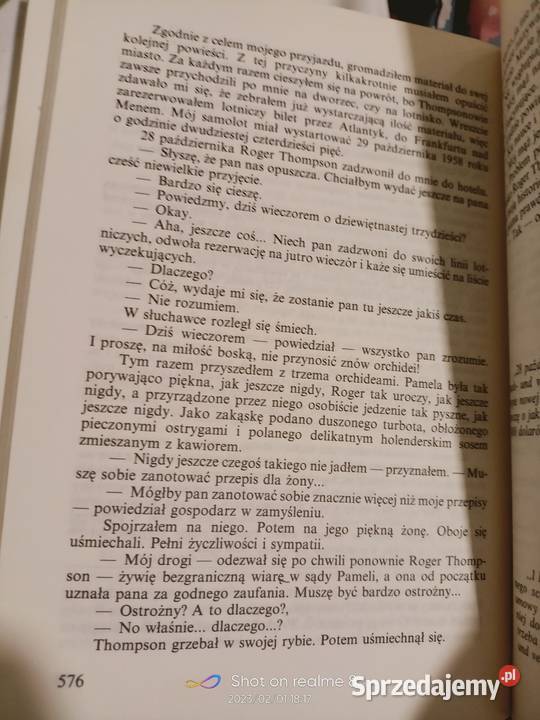 Zgodnie z celem mojego przyjazdu, gromadziłem materiał do swej
kolejnej powieści. Z tej przyczyny kilkakrotnie musiałem opuścić
miasto. Za każdym razem cieszyłem się na powrót, bo Thompsonowie
zawsze przychodzili po mnie na dworzec, czy na lotnisko. Wreszcie
zdawało mi się, że zebrałem już wystarczającą ilość materiału, więc
zarezerwowałem lotniczy bilet przez Atlantyk, do Frankfurtu nad
Menem. Mój samolot miał wystartować 29 października 1958 roku
o godzinie dwudziestej czterdzieści pięć.
28 października Roger Thompson zadzwonił do mnie do hotelu.
— Słyszę, że pan nas opuszcza. Chciałbym wydać jeszcze na pana
cześć niewielkie przyjęcie.
— Bardzo się cieszę.
— Powiedzmy, dziś wieczorem o dziewiętnastej trzydzieści?
— Okay.
— Aha, jeszcze coś... Niech pan zadzwoni do swoich linii lot-
niczych, odwoła rezerwację na jutro wieczór i każe się umieścić na liście
wyczekujących.
— Dlaczego?
— Cóż, wydaje mi się, że zostanie pan tu jeszcze jakiś czas.
— Nie rozumiem.
W słuchawce rozległ się śmiech.
— Dziś wieczorem — powiedział — wszystko pan zrozumie.
I proszę, na miłość boską, nie przynosić znów orchidei!
Tym razem przyszedłem z trzema orchideami. Pamela była tak
porywająco piękna, jak jeszcze nigdy, Roger tak uroczy, jak jeszcze
nigdy, a przyrządzone przez niego osobiście jedzenie tak pyszne, jak
jeszcze nigdy. Jako zakąskę podano duszonego turbota, obłożonego
pieczonymi ostrygami i polanego delikatnym holenderskim sosem
zmieszanym z kawiorem.
— Nigdy jeszcze czegoś takiego nie jadłem — przyznałem. — Mu-
szę sobie zanotować przepis dla żony...
— Mógłby pan zanotować sobie znacznie więcej niż moje przepisy
— powiedział gospodarz w zamyśleniu.
Spojrzałem na niego. Potem na jego piękną żonę. Oboje się
uśmiechali. Pełni życzliwości i sympatii.
— Mój drogi — odezwał się po chwili ponownie Roger Thomp-
son — żywię bezgraniczną wiarę w sądy Pameli, a ona od początku
uznała pana za godnego zaufania. Muszę być bardzo ostrożny...
— Ostrożny? A to dlaczego?,
— No właśnie... dlaczego...?
Thompson grzebał w swojej rybie. Potem uśmiechnął się.
576
Shot on realme 8
2023/02/01 18:17
Sprzedajemy.pl